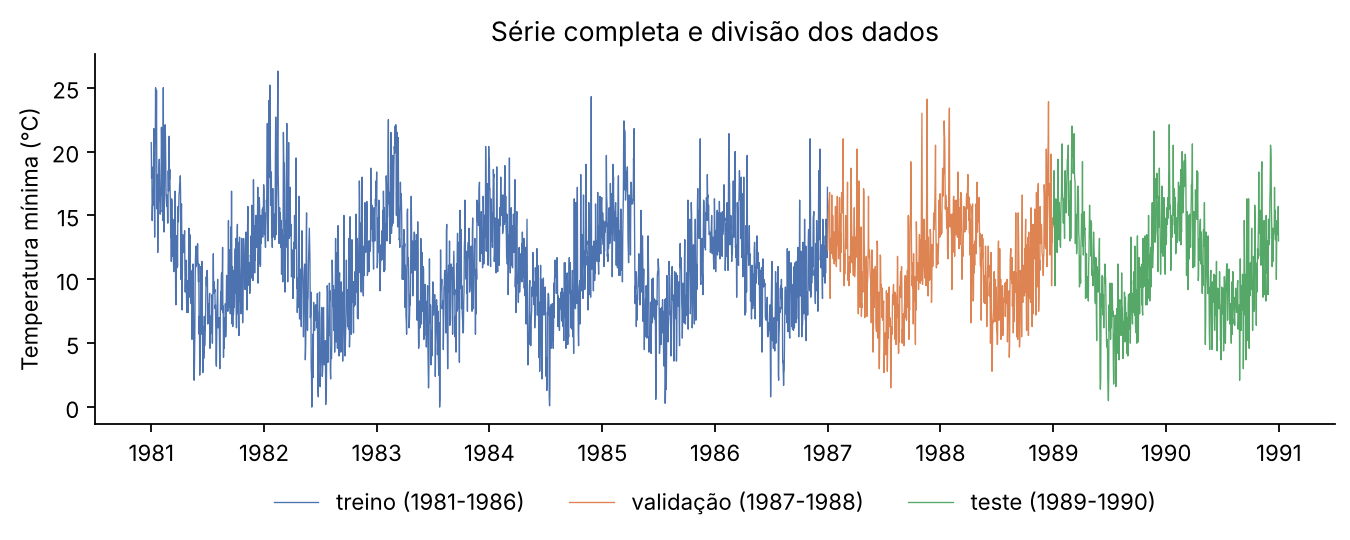 Série completa e divisão dos dados
Temperatura mínima (°C)
25
20
15
10
5
0
1981 1982 1983 1984 1985 1986 1987 1988 1989 1990 1991
treino (1981-1986) validação (1987-1988) teste (1989-1990)